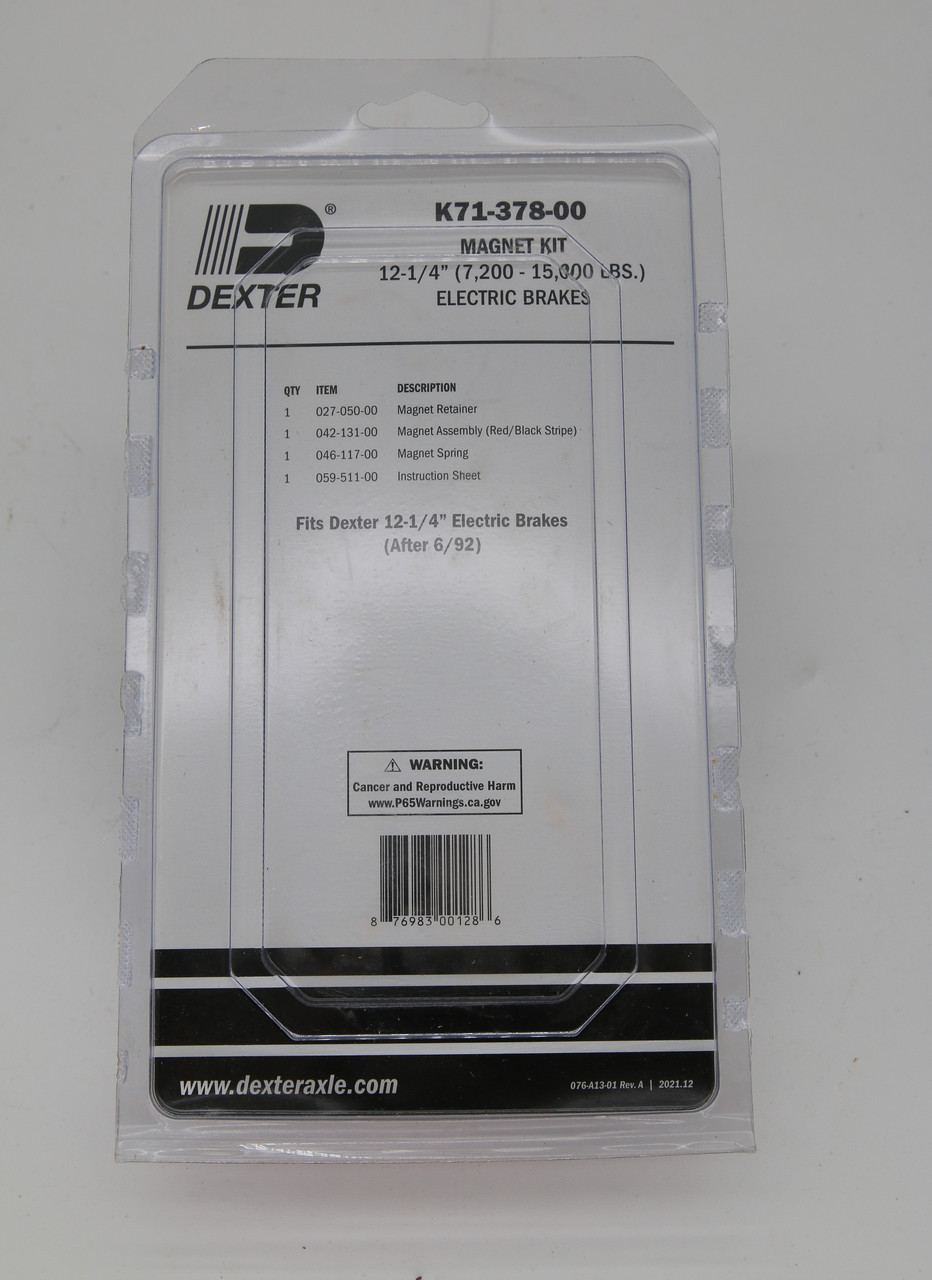 ®
DEXTER
K71-378-00
MAGNET KIT
12-1/4” (7,200 - 15,000 LBS.)
ELECTRIC BRAKES
QTY ITEM DESCRIPTION
1 027-050-00 Magnet Retainer
1 042-131-00 Magnet Assembly (Red/Black Stripe)
1 046-117-00 Magnet Spring
1 059-511-00 Instruction Sheet
Fits Dexter 12-1/4” Electric Brakes
(After 6/92)
⚠ WARNING:
Cancer and Reproductive Harm
www.P65Warnings.ca.gov
8 76983 00128 6
www.dexteraxle.com
076-A13-01 Rev. A | 2021.12